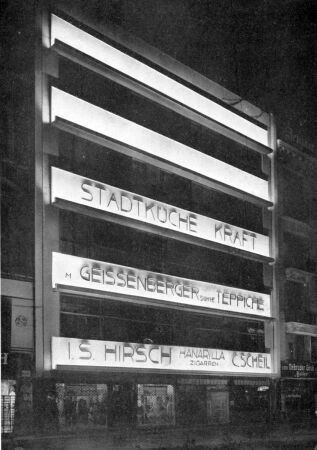 STADTKÜCHE KRAFT
M GEISSENBERGER TEPPICHE
I. S. HIRSCH HANARILLA ZIGARREN C. SCHEIL